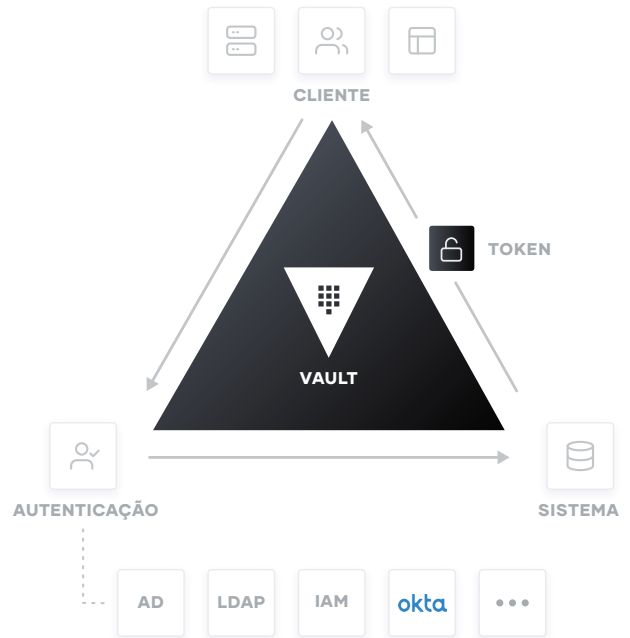 CLIENTE
TOKEN
VAULT
AUTENTICAÇÃO
SISTEMA
AD
LDAP
IAM
okta